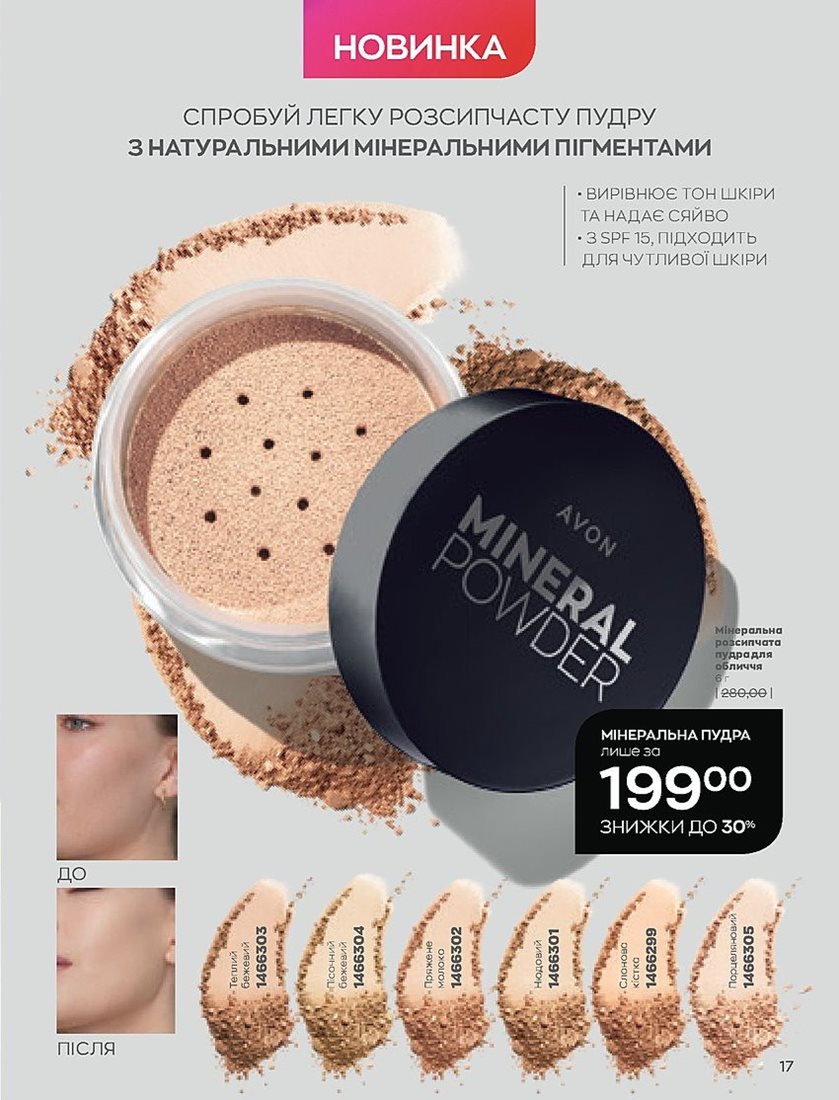 НОВИНКА
СПРОБУЙ ЛЕГКУ РОЗСИПЧАСТУ ПУДРУ
З НАТУРАЛЬНИМИ МІНЕРАЛЬНИМИ ПІГМЕНТАМИ
• ВИРІВНЮЄ ТОН ШКІРИ
ТА НАДАЄ СЯЙВО
• З SPF 15, ПІДХОДИТЬ
ДЛЯ ЧУТЛИВОЇ ШКІРИ
AVON
MINERAL
POWDER
Мінеральна
розсипчата
пудра для
обличчя
6 г
| 280,00 |
МІНЕРАЛЬНА ПУДРА
лише за
199⁰⁰
ЗНИЖКИ ДО 30%
ДО
ПІСЛЯ
Теплий
бежевий
1466303
Пісочний
бежевий
1466304
Пряжене
молоко
1466302
Нюдовий
1466301
Слонова
кістка
1466299
Порцеляновий
1466305
17